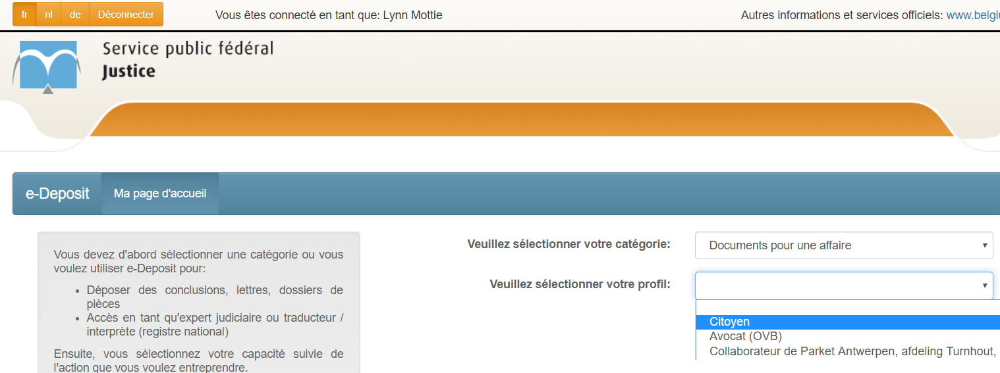 fr nl de Déconnecter Vous êtes connecté en tant que: Lynn Mottie Autres informations et services officiels:
Service public fédéral
Justice
e-Deposit Ma page d'accueil
Vous devez d'abord sélectionner une catégorie ou vous
voulez utiliser e-Deposit pour:
• Déposer des conclusions, lettres, dossiers de
pièces
• Accès en tant qu'expert judiciaire ou traducteur /
interprète (registre national)
Ensuite, vous sélectionnez votre capacité suivie de
l'action que vous voulez entreprendre.
Veuillez sélectionner votre catégorie: Documents pour une affaire
Veuillez sélectionner votre profil:
Citoyen
Avocat (OVB)
Collaborateur de Parket Antwerpen, afdeling Turnhout,